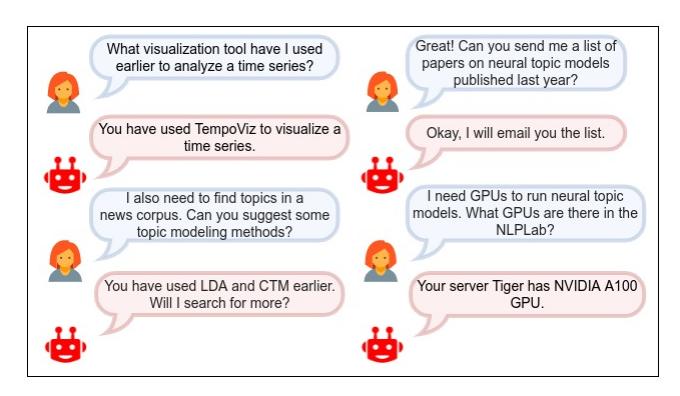 What visualization tool have I used
earlier to analyze a time series?
You have used TempoViz to visualize a
time series.
I also need to find topics in a
news corpus. Can you suggest some
topic modeling methods?
You have used LDA and CTM earlier.
Will I search for more?
Great! Can you send me a list of
papers on neural topic models
published last year?
Okay, I will email you the list.
I need GPUs to run neural topic
models. What GPUs are there in the
NLPLab?
Your server Tiger has NVIDIA A100
GPU.